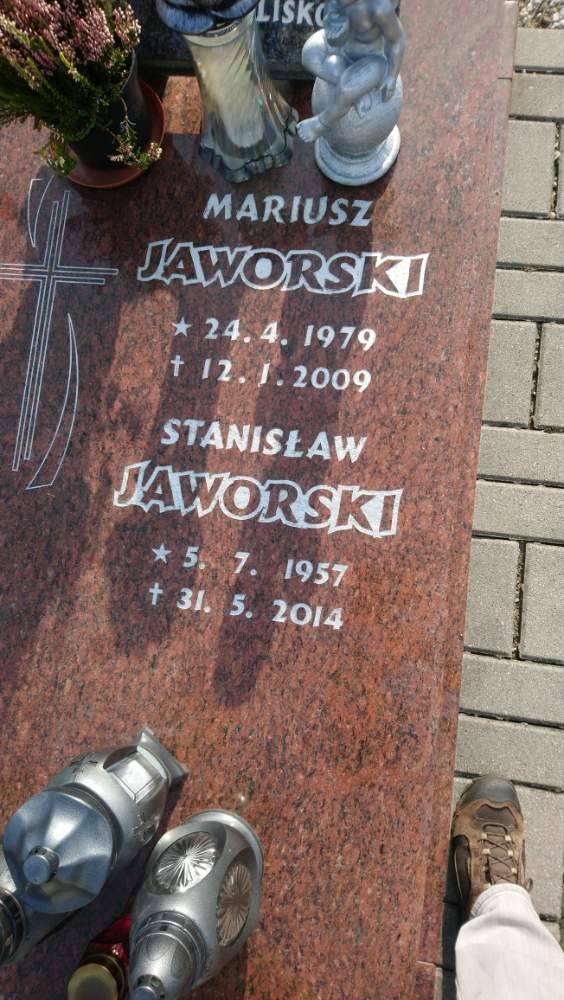 MARIUSZ
JAWORSKI
★ 24. 4. 1979
† 12. 1. 2009
STANISŁAW
JAWORSKI
★ 5. 7. 1957
† 31. 5. 2014